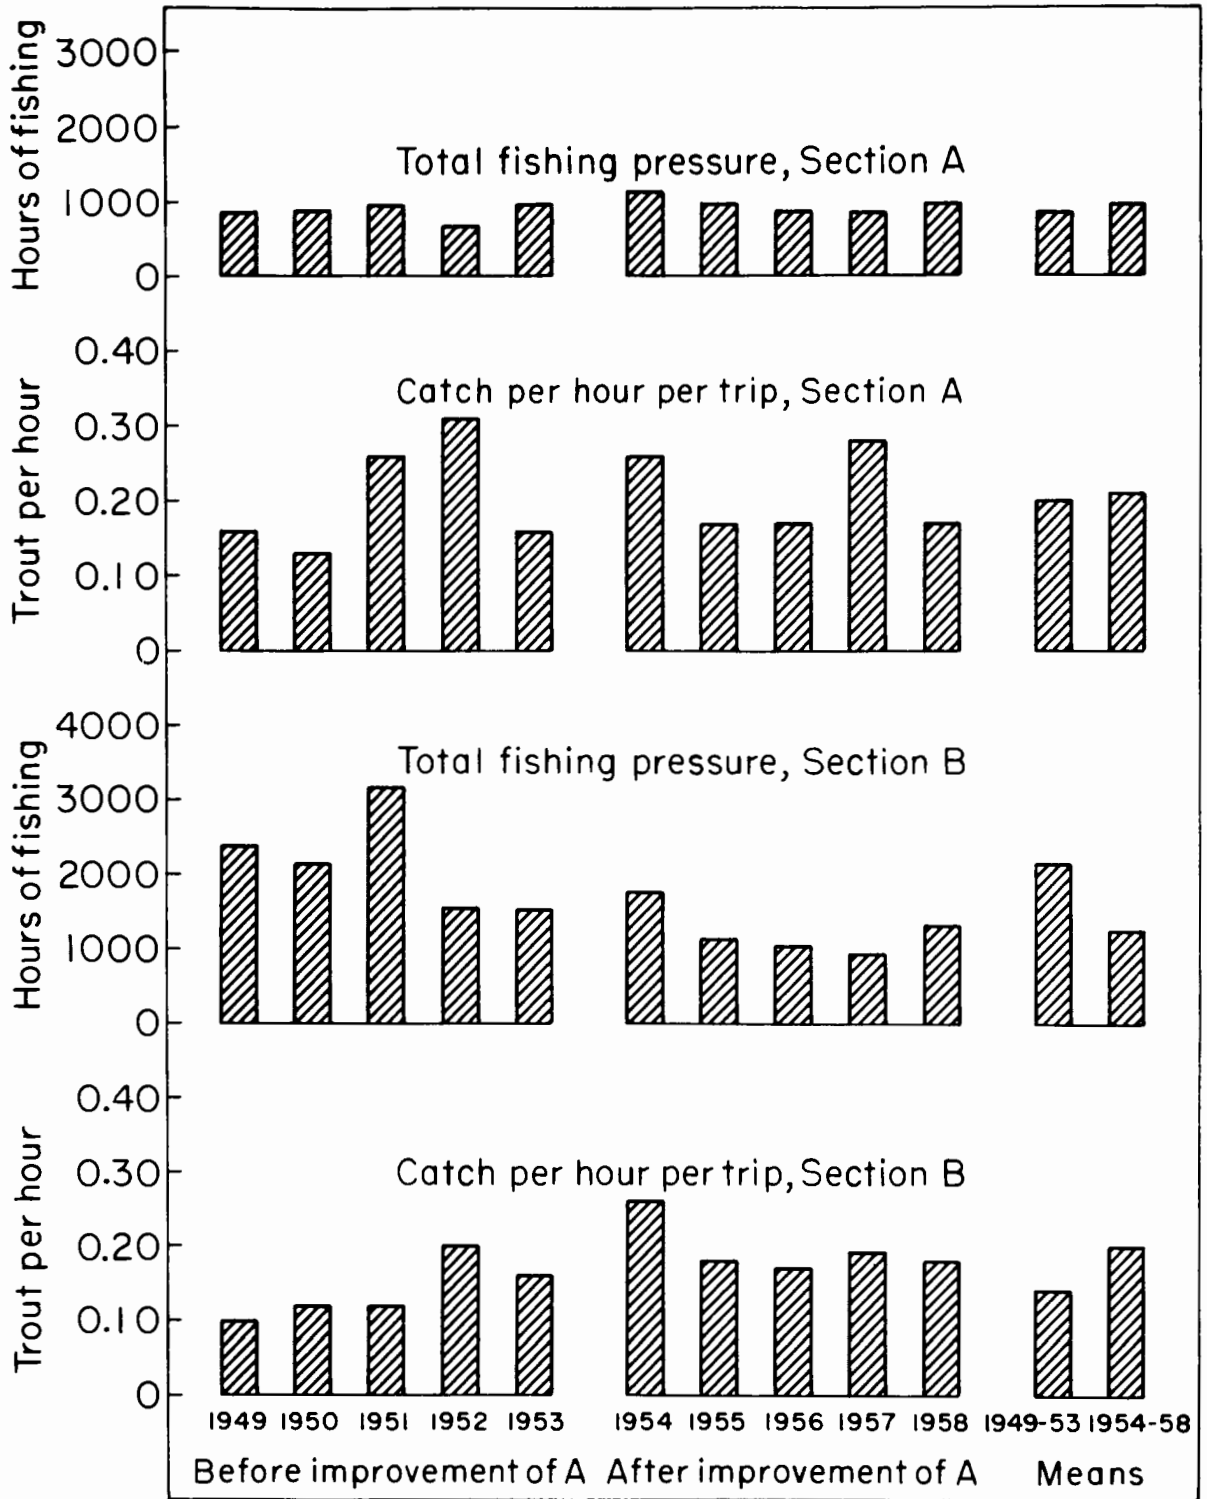 Hours of fishing
3000
2000
1000
0
Total fishing pressure, Section A
Trout per hour
0.40
0.30
0.20
0.10
0
Catch per hour per trip, Section A
Hours of fishing
4000
3000
2000
1000
0
Total fishing pressure, Section B
Trout per hour
0.40
0.30
0.20
0.10
0
Catch per hour per trip, Section B
1949 1950 1951 1952 1953 1954 1955 1956 1957 1958 1949-53 1954-58
Before improvement of A After improvement of A Means